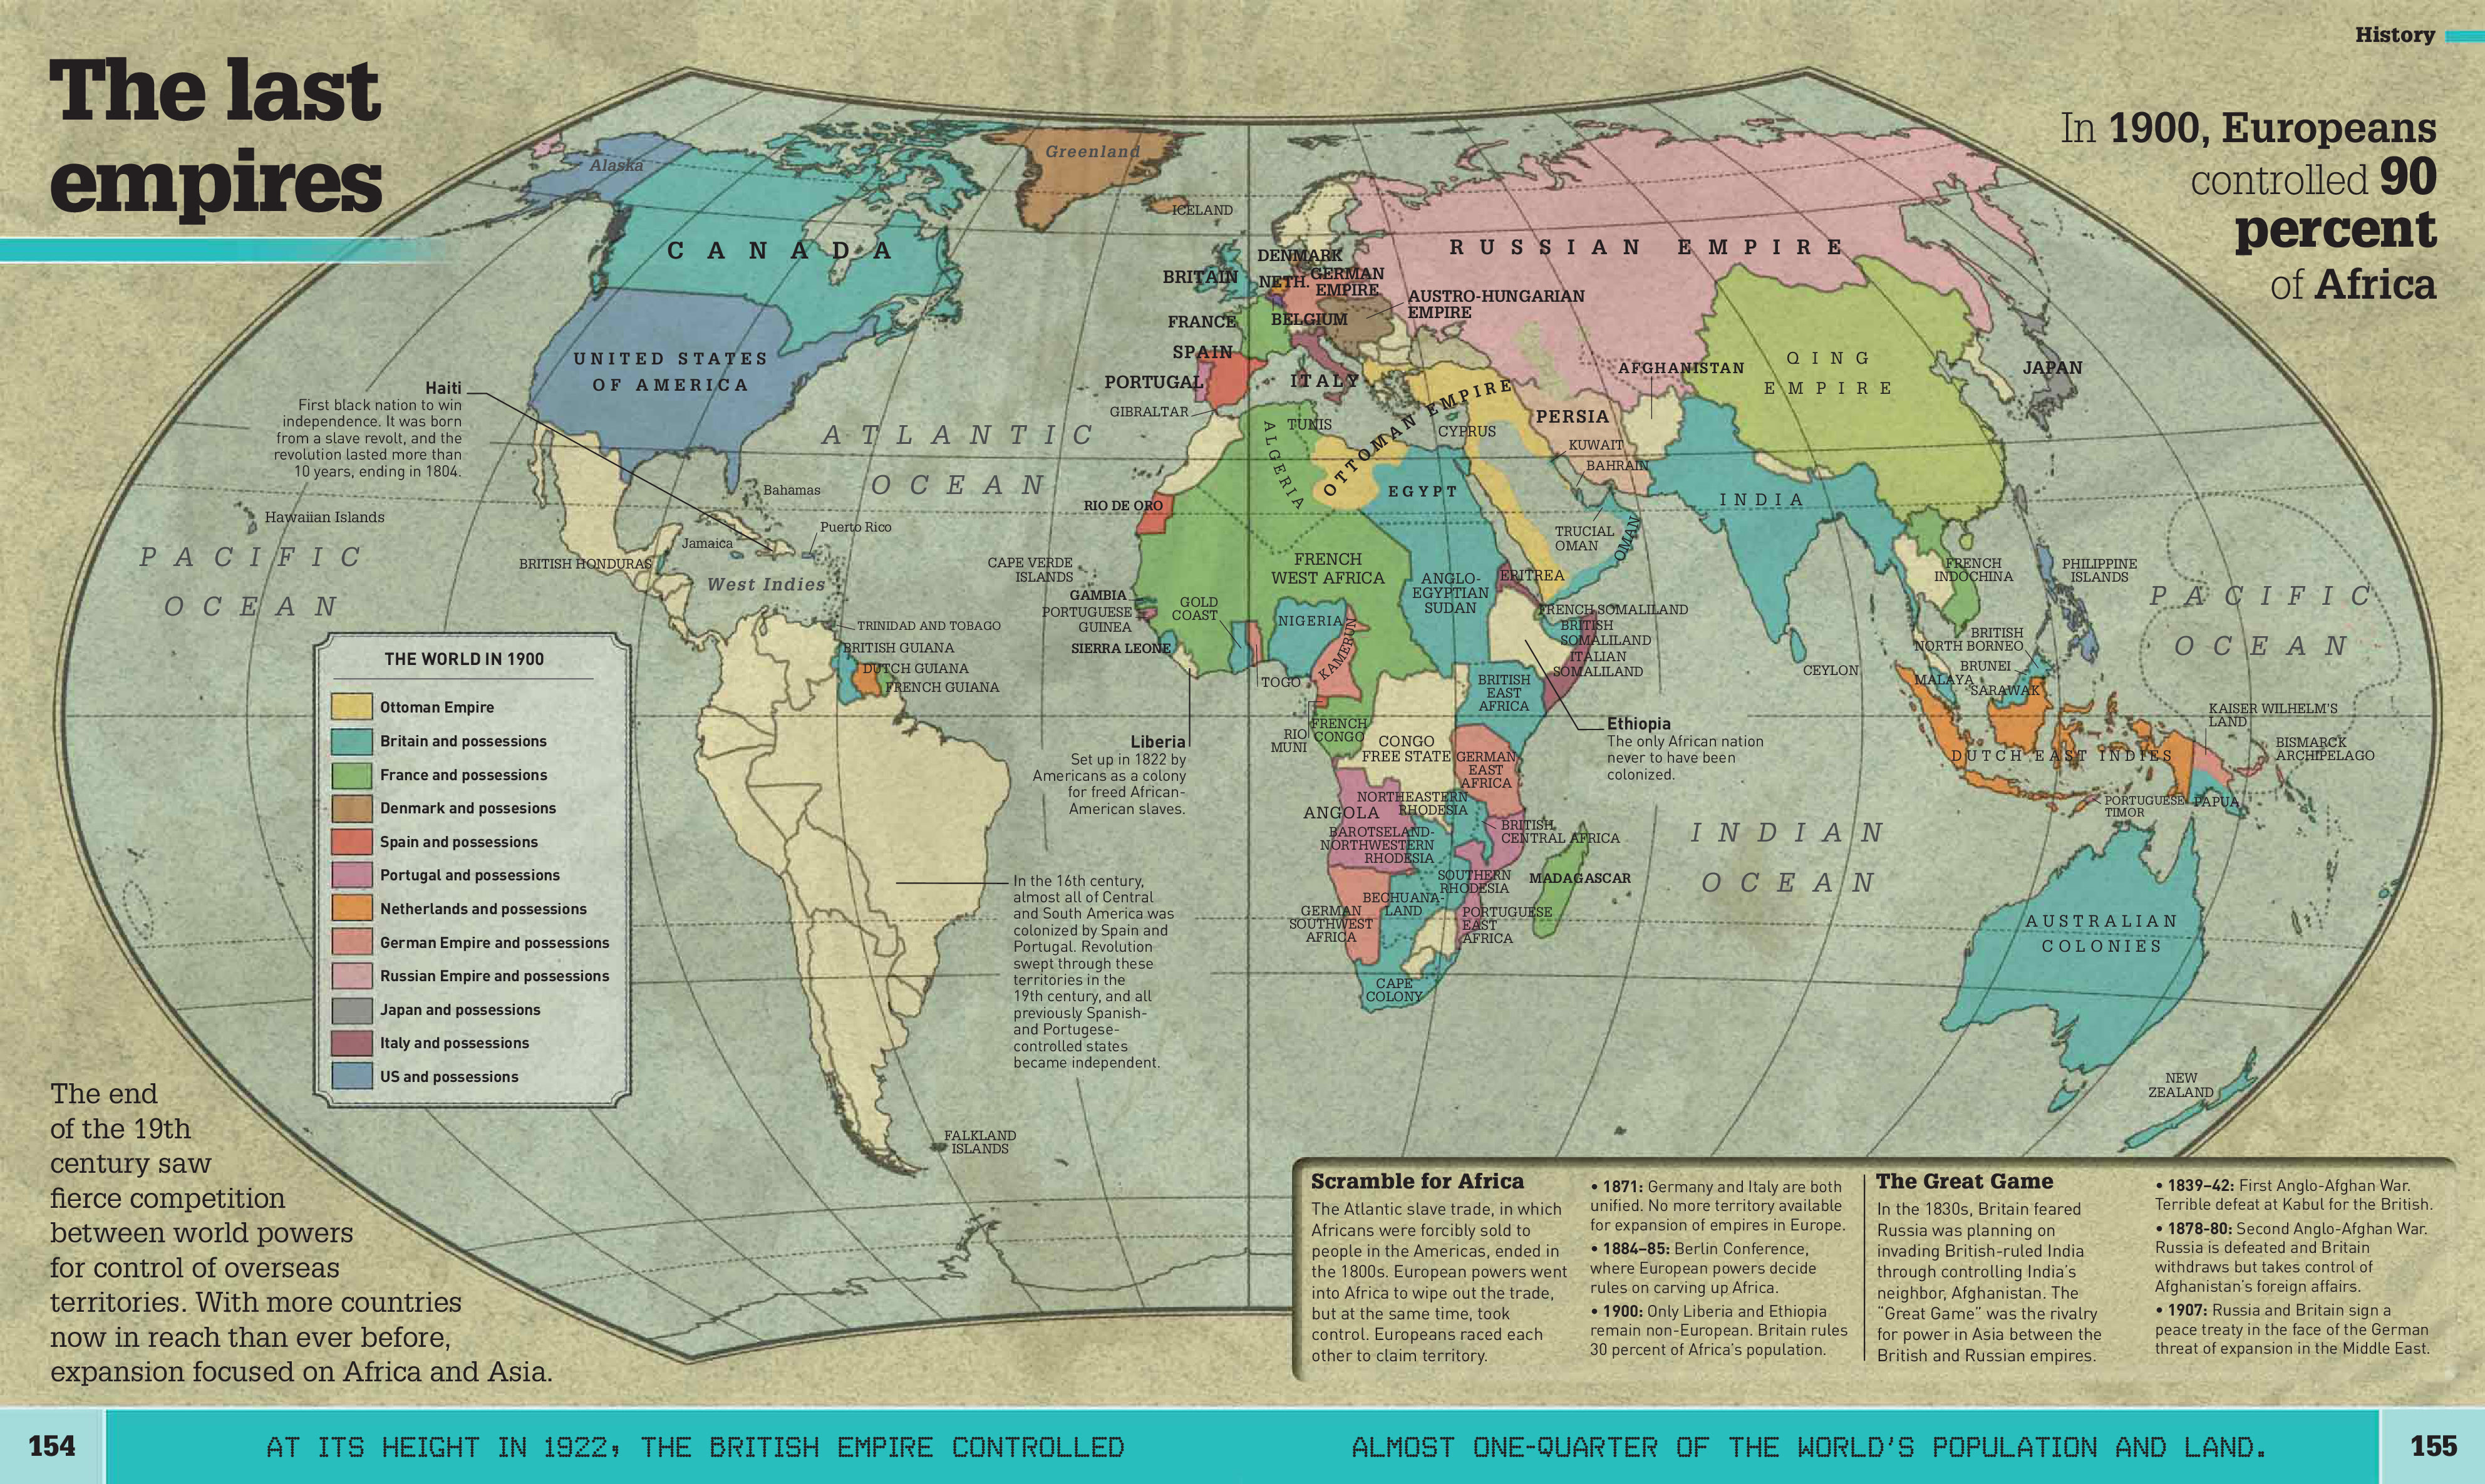 History
The last
empires
In 1900, Europeans
controlled 90
percent
of Africa
Alaska
Greenland
ICELAND
CANADA
UNITED STATES
OF AMERICA
Haiti
First black nation to win
independence. It was born
from a slave revolt, and the
revolution lasted more than
10 years, ending in 1804.
ATLANTIC
OCEAN
Bahamas
Hawaiian Islands
Puerto Rico
Jamaica
PACIFIC
OCEAN
BRITISH HONDURAS
West Indies
TRINIDAD AND TOBAGO
BRITISH GUIANA
DUTCH GUIANA
FRENCH GUIANA
BRITAIN
DENMARK
NETH.
GERMAN
EMPIRE
AUSTRO-HUNGARIAN
EMPIRE
FRANCE
BELGIUM
SPAIN
PORTUGAL
ITALY
GIBRALTAR
RUSSIAN EMPIRE
OTTOMAN EMPIRE
CYPRUS
PERSIA
AFGHANISTAN
KUWAIT
BAHRAIN
QING
EMPIRE
JAPAN
TUNIS
ALGERIA
EGYPT
RIO DE ORO
TRUCIAL
OMAN
OMAN
INDIA
CAPE VERDE
ISLANDS
FRENCH
WEST AFRICA
ANGLO-
EGYPTIAN
SUDAN
ERITREA
GAMBIA
PORTUGUESE
GUINEA
GOLD
COAST
NIGERIA
KAMERUN
SIERRA LEONE
TOGO
FRENCH SOMALILAND
BRITISH
SOMALILAND
ITALIAN
SOMALILAND
FRENCH
INDOCHINA
PHILIPPINE
ISLANDS
PACIFIC
OCEAN
BRITISH
NORTH BORNEO
BRUNEI
CEYLON
MALAYA
SARAWAK
BRITISH
EAST
AFRICA
Liberia
Set up in 1822 by
Americans as a colony
for freed African-
American slaves.
RIO
MUNI
FRENCH
CONGO
CONGO
FREE STATE
GERMAN
EAST
AFRICA
Ethiopia
The only African nation
never to have been
colonized.
KAISER WILHELM'S
LAND
BISMARCK
ARCHIPELAGO
DUTCH EAST INDIES
PORTUGUESE
TIMOR
PAPUA
ANGOLA
NORTHEASTERN
RHODESIA
BAROTSELAND-
NORTHWESTERN
RHODESIA
BRITISH
CENTRAL AFRICA
SOUTHERN
RHODESIA
MADAGASCAR
INDIAN
OCEAN
BECHUANA-
LAND
GERMAN
SOUTHWEST
AFRICA
PORTUGUESE
EAST
AFRICA
CAPE
COLONY
AUSTRALIAN
COLONIES
NEW
ZEALAND
In the 16th century,
almost all of Central
and South America was
colonized by Spain and
Portugal. Revolution
swept through these
territories in the
19th century, and all
previously Spanish-
and Portugese-
controlled states
became independent.
FALKLAND
ISLANDS
THE WORLD IN 1900
Ottoman Empire
Britain and possessions
France and possessions
Denmark and possesions
Spain and possessions
Portugal and possessions
Netherlands and possessions
German Empire and possessions
Russian Empire and possessions
Japan and possessions
Italy and possessions
US and possessions
The end
of the 19th
century saw
fierce competition
between world powers
for control of overseas
territories. With more countries
now in reach than ever before,
expansion focused on Africa and Asia.
Scramble for Africa
The Atlantic slave trade, in which
Africans were forcibly sold to
people in the Americas, ended in
the 1800s. European powers went
into Africa to wipe out the trade,
but at the same time, took
control. Europeans raced each
other to claim territory.
• 1871: Germany and Italy are both
unified. No more territory available
for expansion of empires in Europe.
• 1884–85: Berlin Conference,
where European powers decide
rules on carving up Africa.
• 1900: Only Liberia and Ethiopia
remain non-European. Britain rules
30 percent of Africa's population.
The Great Game
In the 1830s, Britain feared
Russia was planning on
invading British-ruled India
through controlling India's
neighbor, Afghanistan. The
“Great Game” was the rivalry
for power in Asia between the
British and Russian empires.
• 1839–42: First Anglo-Afghan War.
Terrible defeat at Kabul for the British.
• 1878-80: Second Anglo-Afghan War.
Russia is defeated and Britain
withdraws but takes control of
Afghanistan's foreign affairs.
• 1907: Russia and Britain sign a
peace treaty in the face of the German
threat of expansion in the Middle East.
154
AT ITS HEIGHT IN 1922, THE BRITISH EMPIRE CONTROLLED
ALMOST ONE-QUARTER OF THE WORLD'S POPULATION AND LAND.
155